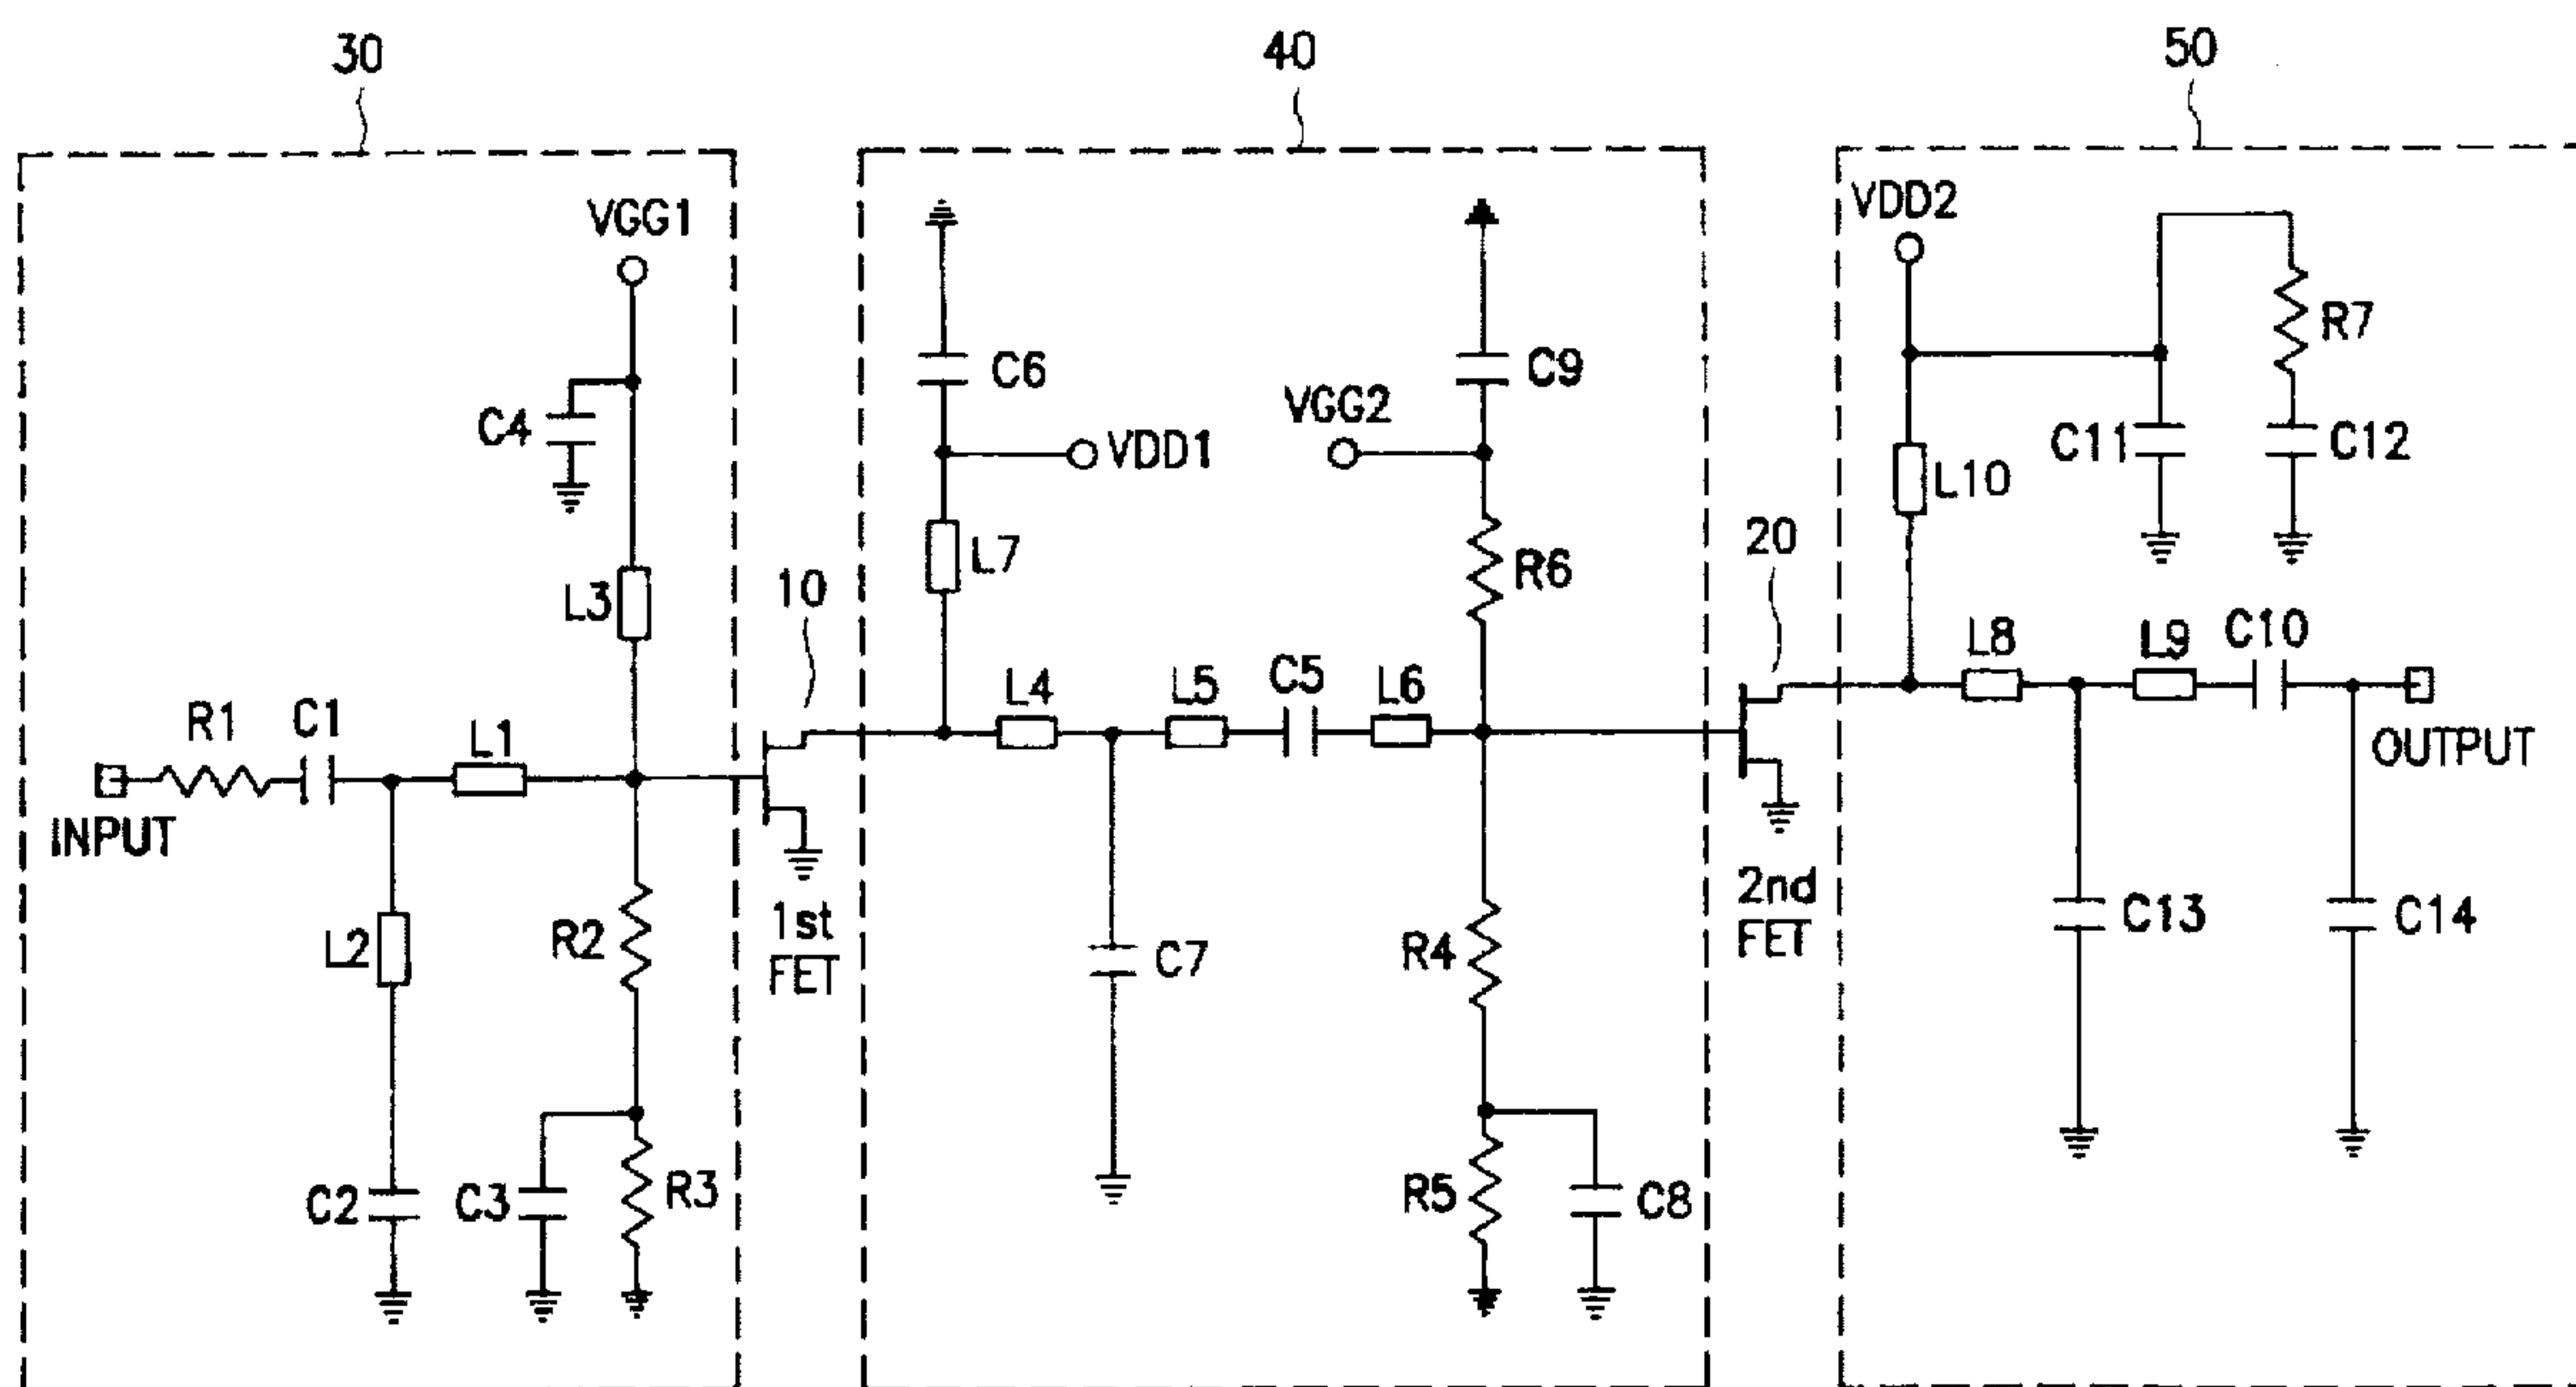 30
40
50
VGG1
VDD2
C4
C6
VDD1
VGG2
C9
R7
C11
C12
L10
L3
L7
R6
10
20
R1
C1
L1
L4
L5
C5
L6
L8
L9
C10
INPUT
OUTPUT
L2
R2
1st
FET
C7
R4
2nd
FET
C13
C14
C2
C3
R3
R5
C8